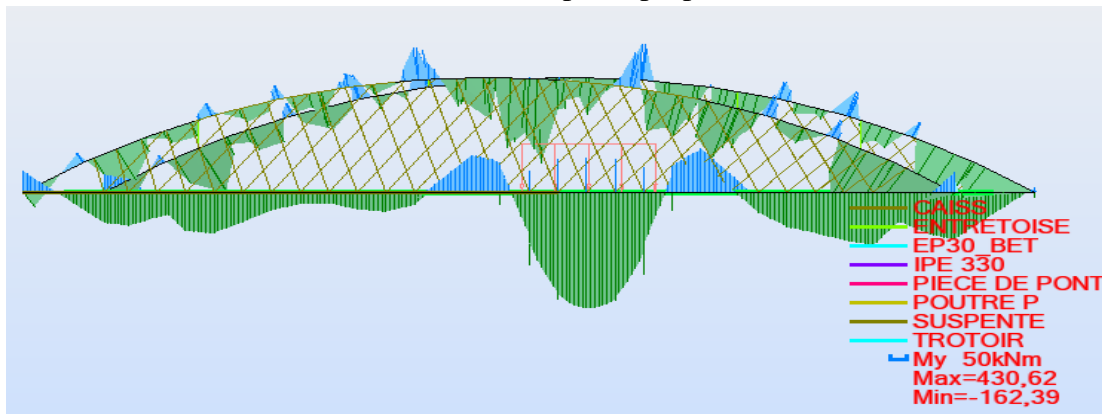 CAISS
ENTRETOISE
EP30_BET
IPE 330
PIECE DE PONT
POUTRE P
SUSPENTE
TROTOIR
My 50kNm
Max=430,62
Min=-162,39